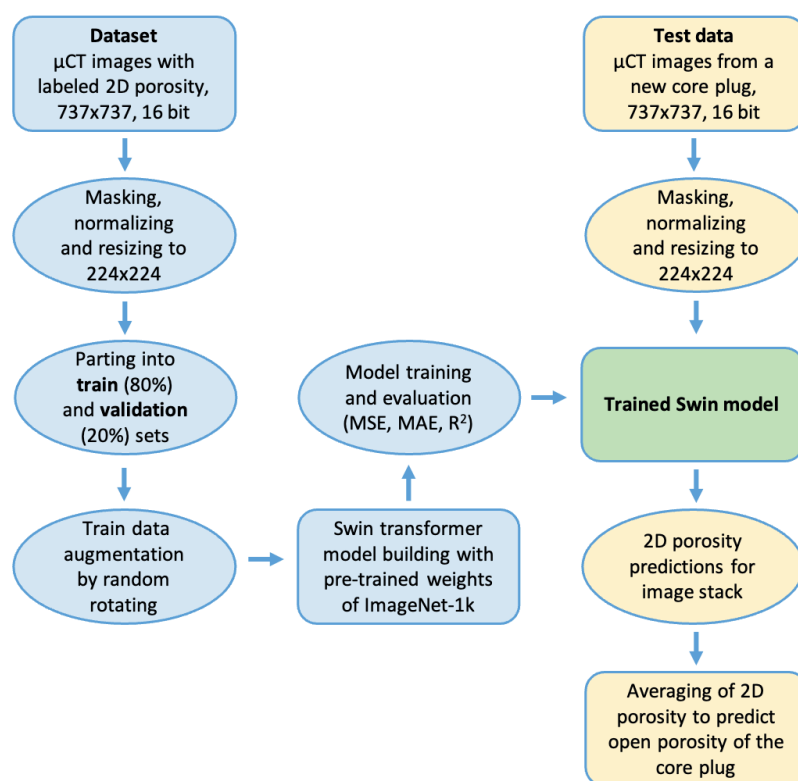 Dataset
µCT images with
labeled 2D porosity,
737x737, 16 bit
Masking,
normalizing
and resizing to
224x224
Parting into
train (80%)
and validation
(20%) sets
Train data
augmentation
by random
rotating
Swin transformer
model building with
pre-trained weights
of ImageNet-1k
Model training
and evaluation
(MSE, MAE, R²)
Test data
µCT images from a
new core plug,
737x737, 16 bit
Masking,
normalizing
and resizing to
224x224
Trained Swin model
2D porosity
predictions for
image stack
Averaging of 2D
porosity to predict
open porosity of the
core plug